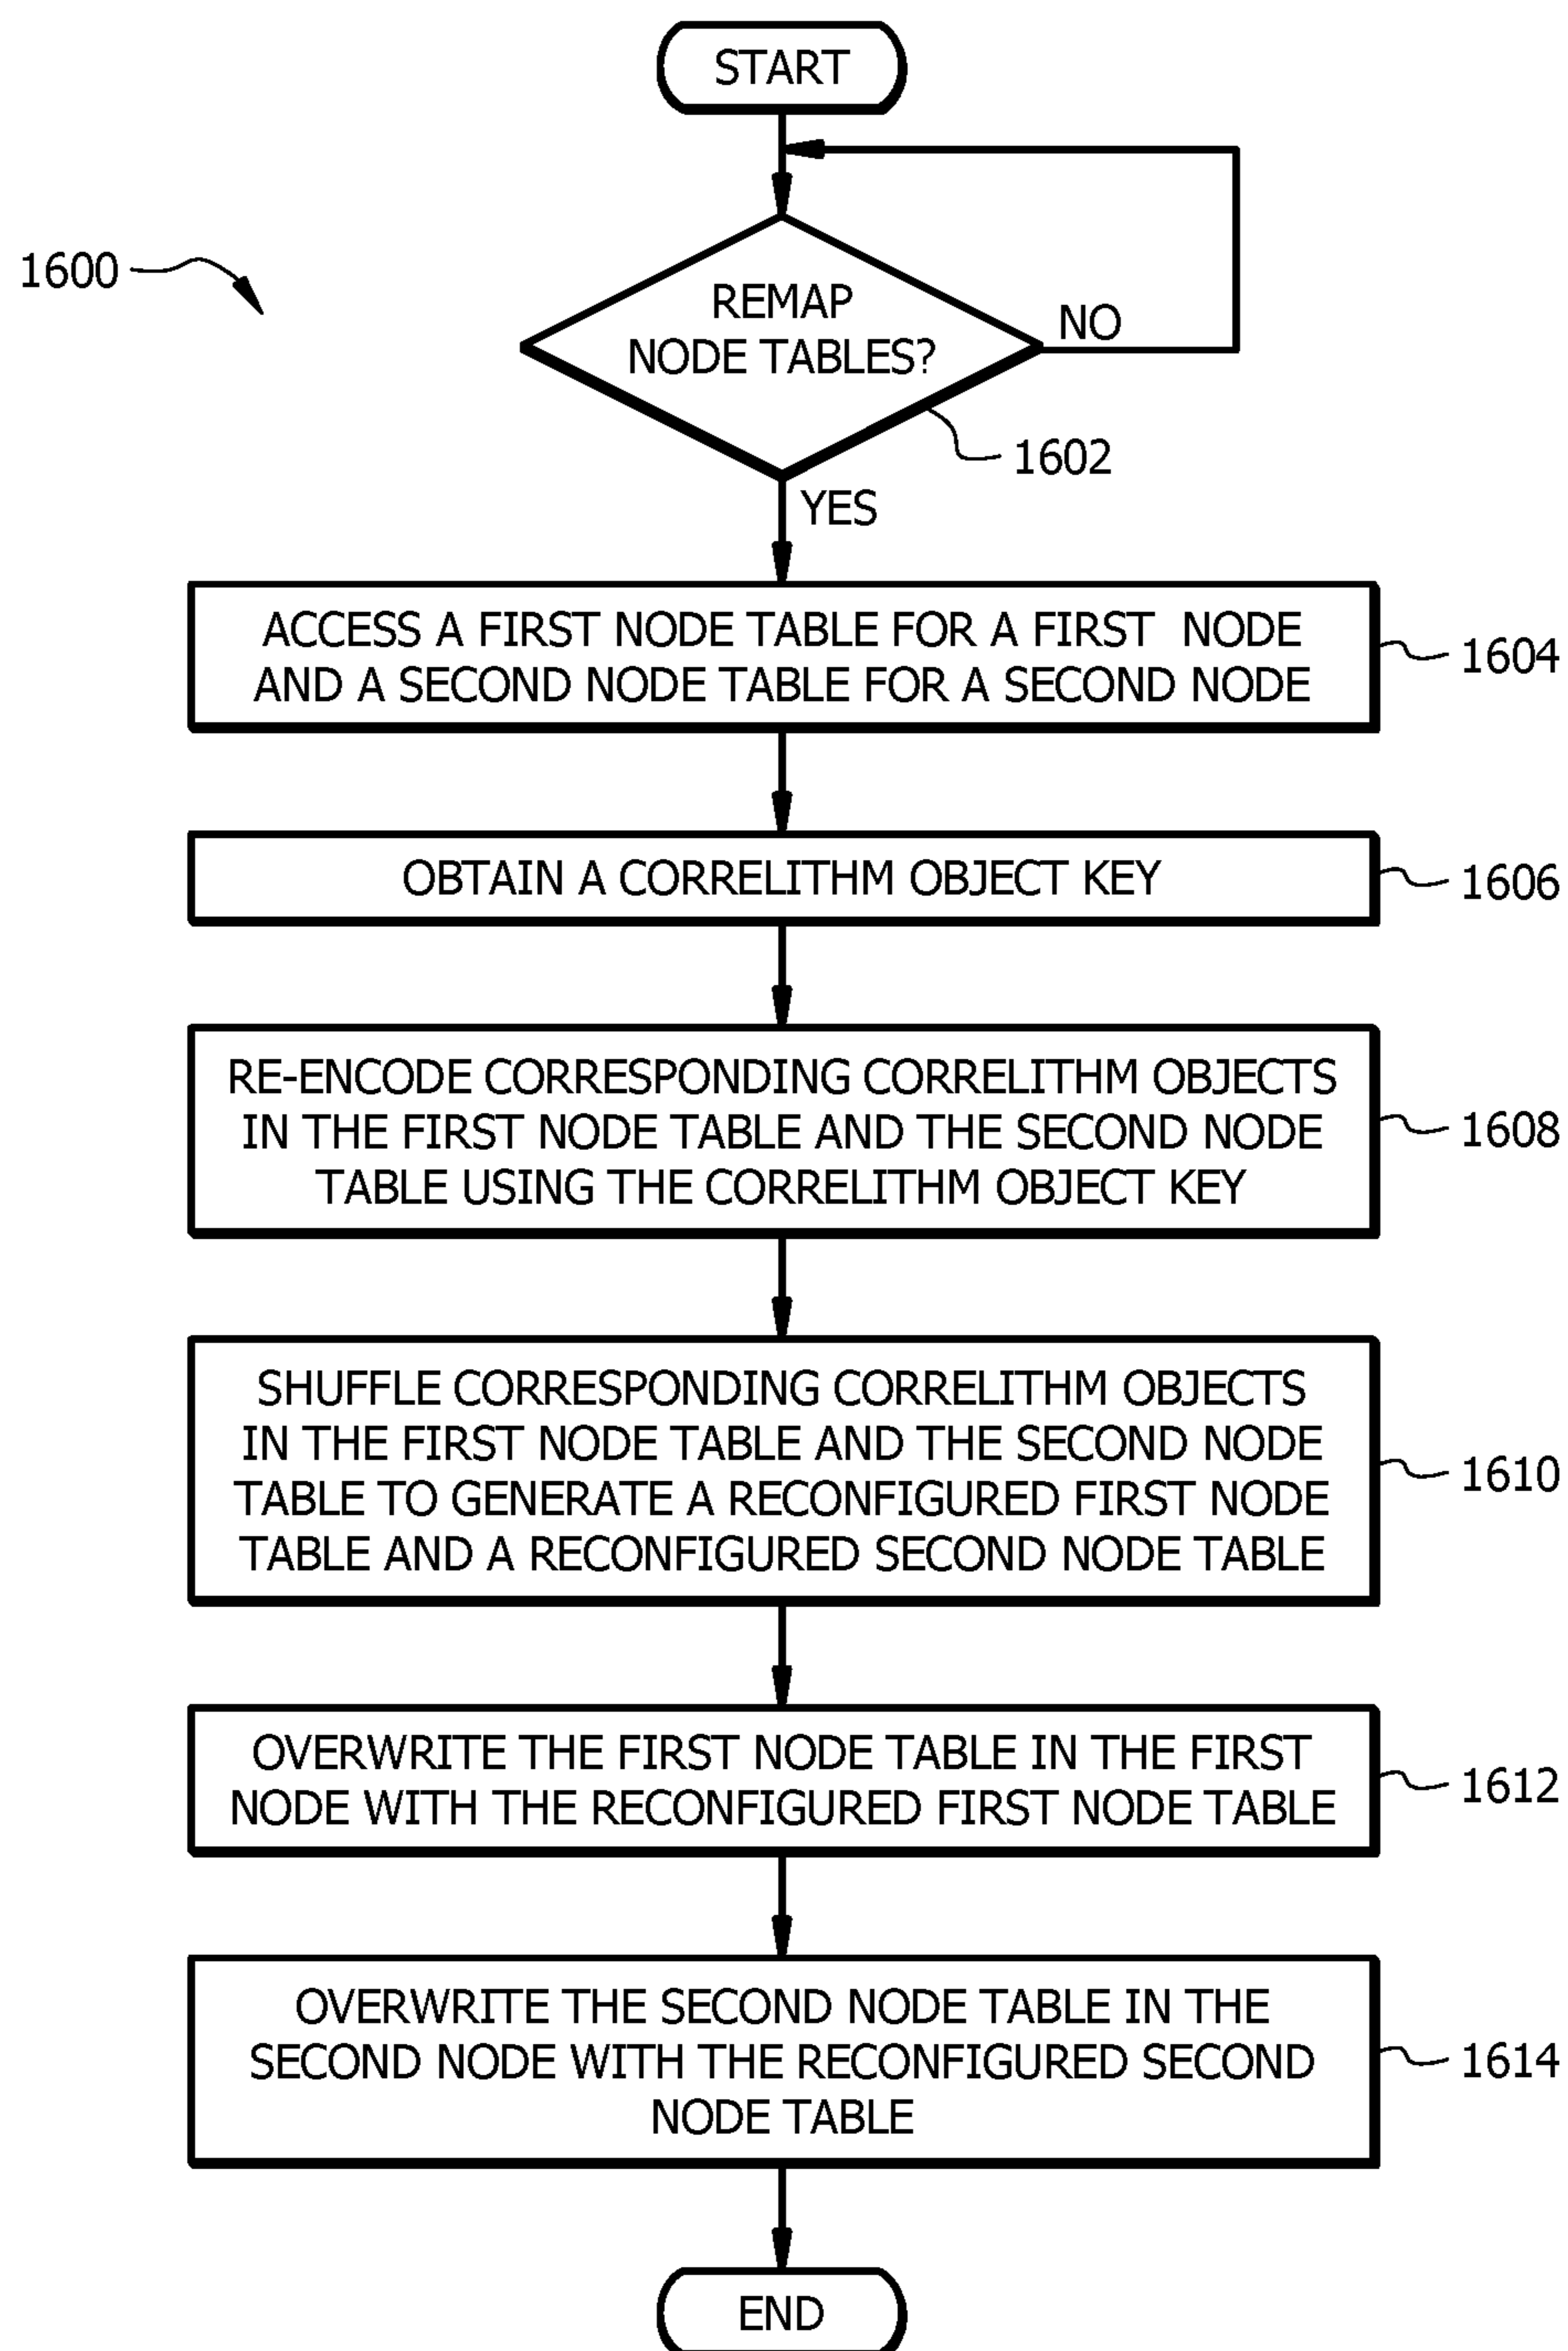 START
1600
REMAP
NODE TABLES?
NO
1602
YES
ACCESS A FIRST NODE TABLE FOR A FIRST NODE
AND A SECOND NODE TABLE FOR A SECOND NODE
1604
OBTAIN A CORRELITHM OBJECT KEY
1606
RE-ENCODE CORRESPONDING CORRELITHM OBJECTS
IN THE FIRST NODE TABLE AND THE SECOND NODE
TABLE USING THE CORRELITHM OBJECT KEY
1608
SHUFFLE CORRESPONDING CORRELITHM OBJECTS
IN THE FIRST NODE TABLE AND THE SECOND NODE
TABLE TO GENERATE A RECONFIGURED FIRST NODE
TABLE AND A RECONFIGURED SECOND NODE TABLE
1610
OVERWRITE THE FIRST NODE TABLE IN THE FIRST
NODE WITH THE RECONFIGURED FIRST NODE TABLE
1612
OVERWRITE THE SECOND NODE TABLE IN THE
SECOND NODE WITH THE RECONFIGURED SECOND
NODE TABLE
1614
END